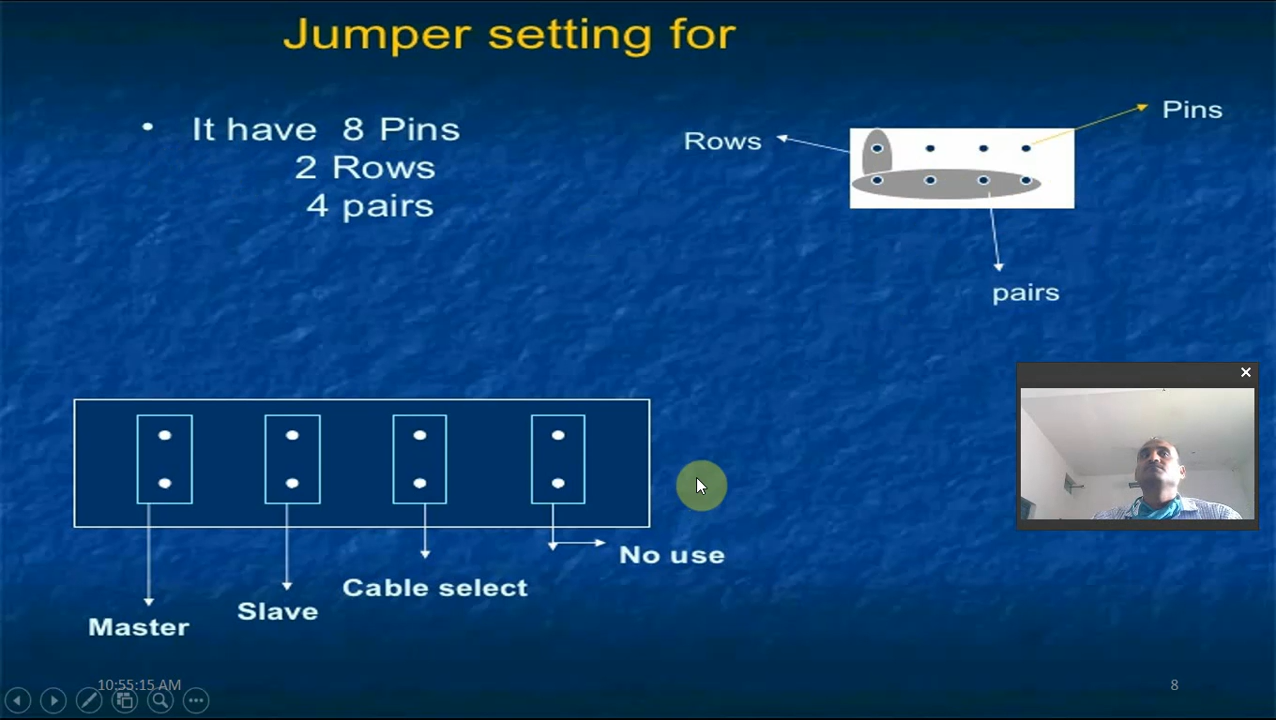 Jumper setting for
• It have 8 Pins
2 Rows
4 pairs
Rows
Pins
pairs
No use
Cable select
Slave
Master
10:55:15 AM
8